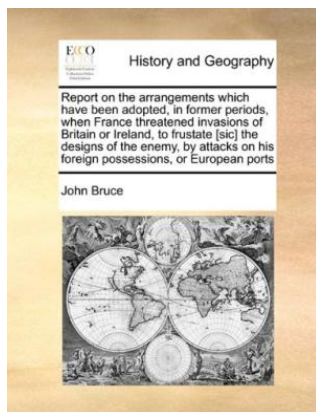 ECCO
History and Geography
Report on the arrangements which
have been adopted, in former periods,
when France threatened invasions of
Britain or Ireland, to frustate [sic] the
designs of the enemy, by attacks on his
foreign possessions, or European ports
John Bruce